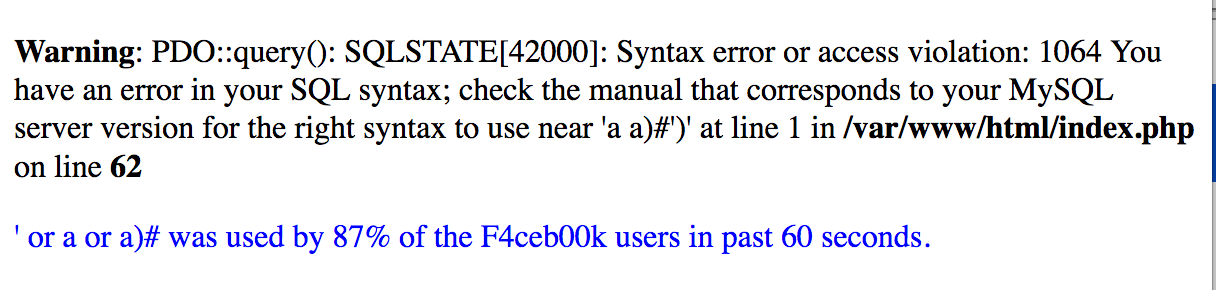 Warning: PDO::query(): SQLSTATE[42000]: Syntax error or access violation: 1064 You
have an error in your SQL syntax; check the manual that corresponds to your MySQL
server version for the right syntax to use near 'a a)#')' at line 1 in /var/www/html/index.php
on line 62
' or a or a)# was used by 87% of the F4ceb00k users in past 60 seconds.